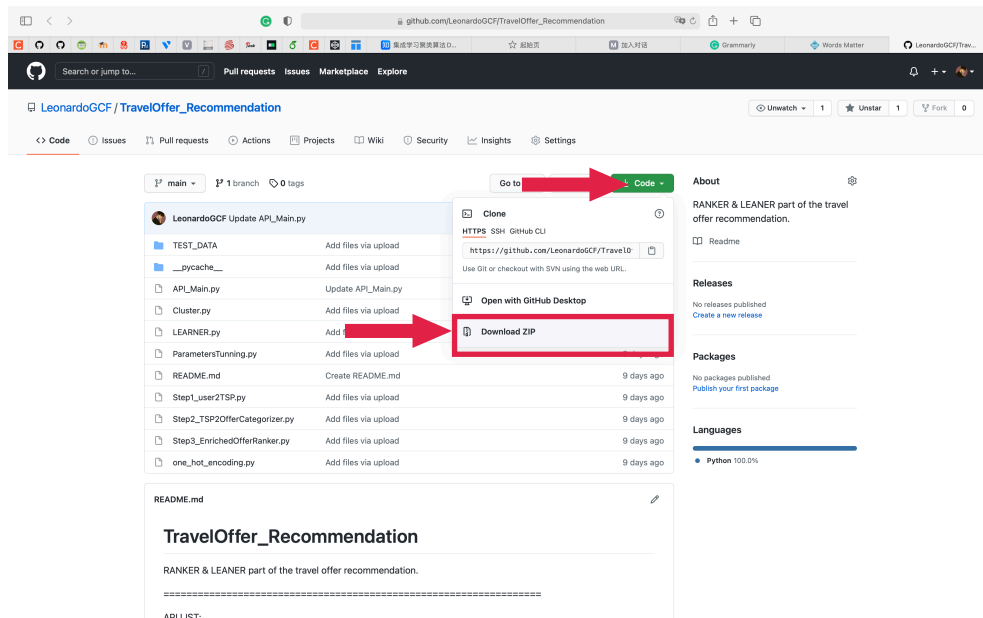 github.com/LeonardoGCF/TravelOffer_Recommendation
集成学习聚类算法 0...
起始页
加入对话
Grammarly
Words Matter
LeonardoGCF/Trav...
Search or jump to...
/
Pull requests Issues Marketplace Explore
LeonardoGCF / TravelOffer_Recommendation
Unwatch 1
Unstar 1
Fork 0
Code
Issues
Pull requests
Actions
Projects
Wiki
Security
Insights
Settings
main
1 branch
0 tags
Go to
Code
About
RANKER & LEANER part of the travel
offer recommendation.
Readme
LeonardoGCF Update API_Main.py
TEST_DATA Add files via upload
__pycache__ Add files via upload
API_Main.py Update API_Main.py
Cluster.py Add files via upload
LEARNER.py Add f
ParametersTunning.py Add files via upload
README.md Create README.md 9 days ago
Step1_user2TSP.py Add files via upload 9 days ago
Step2_TSP2OfferCategorizer.py Add files via upload 9 days ago
Step3_EnrichedOfferRanker.py Add files via upload 9 days ago
one_hot_encoding.py Add files via upload 9 days ago
Clone
HTTPS SSH GitHub CLI
https://github.com/LeonardoGCF/TravelO
Use Git or checkout with SVN using the web URL.
Open with GitHub Desktop
Download ZIP
Releases
No releases published
Create a new release
Packages
No packages published
Publish your first package
Languages
Python 100.0%
README.md
TravelOffer_Recommendation
RANKER & LEANER part of the travel offer recommendation.
==================================================================
API LIST: